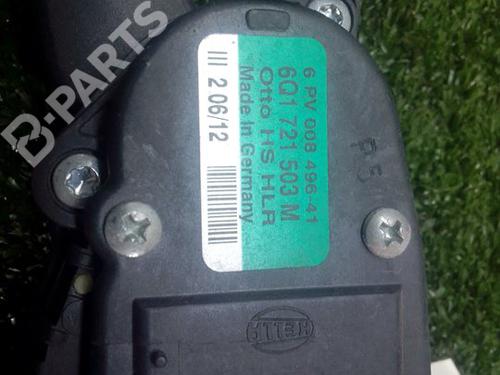 6 PV 008 496-41
6Q1 721 503 M
Otto HS HLR
Made In Germany
III 2 06/12
HELLA
B-PARTS